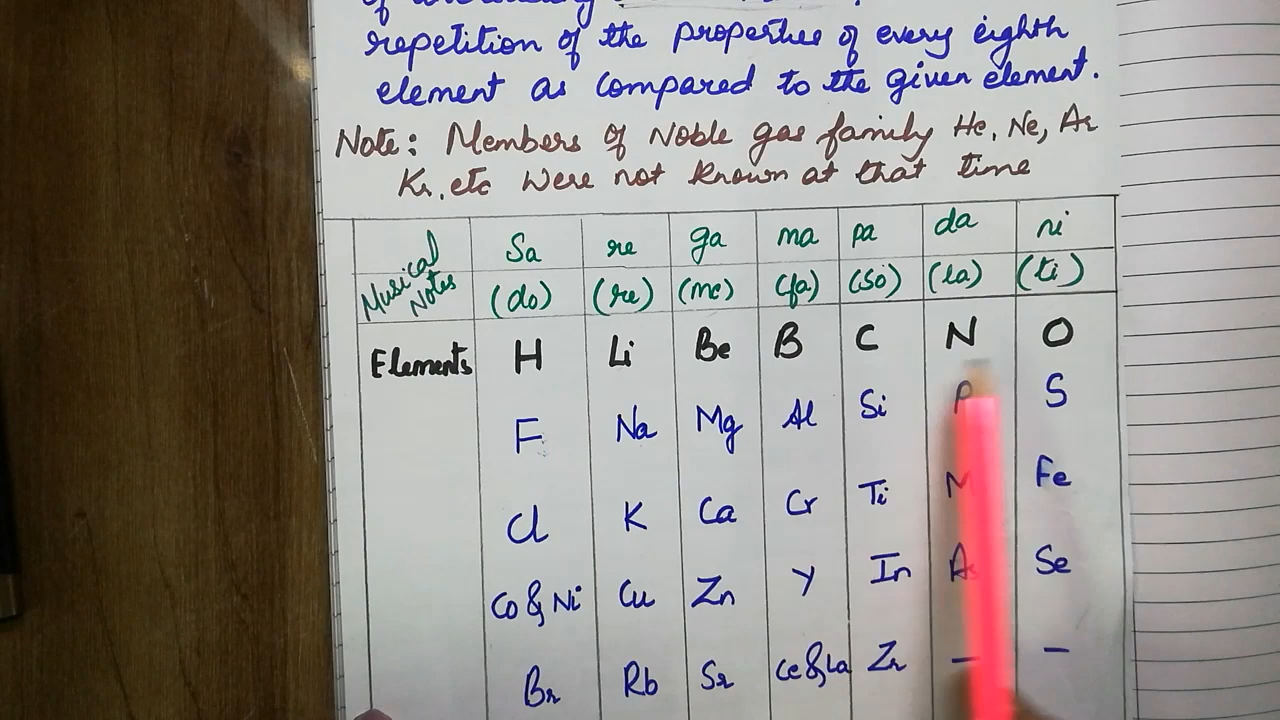 repetition of the properties of every eighth
element as compared to the given element.
Note: Members of Noble gas family He, Ne, Ar
Kr, etc were not known at that time
Musical Notes Sa re ga ma pa da ni
(do) (re) (me) (fa) (so) (la) (ti)
Elements H Li Be B C N O
F Na Mg Al Si P S
Cl K Ca Cr Ti Fe
Co & Ni Cu Zn Y In Se
Br Rb Sr Ce & La Zr - -